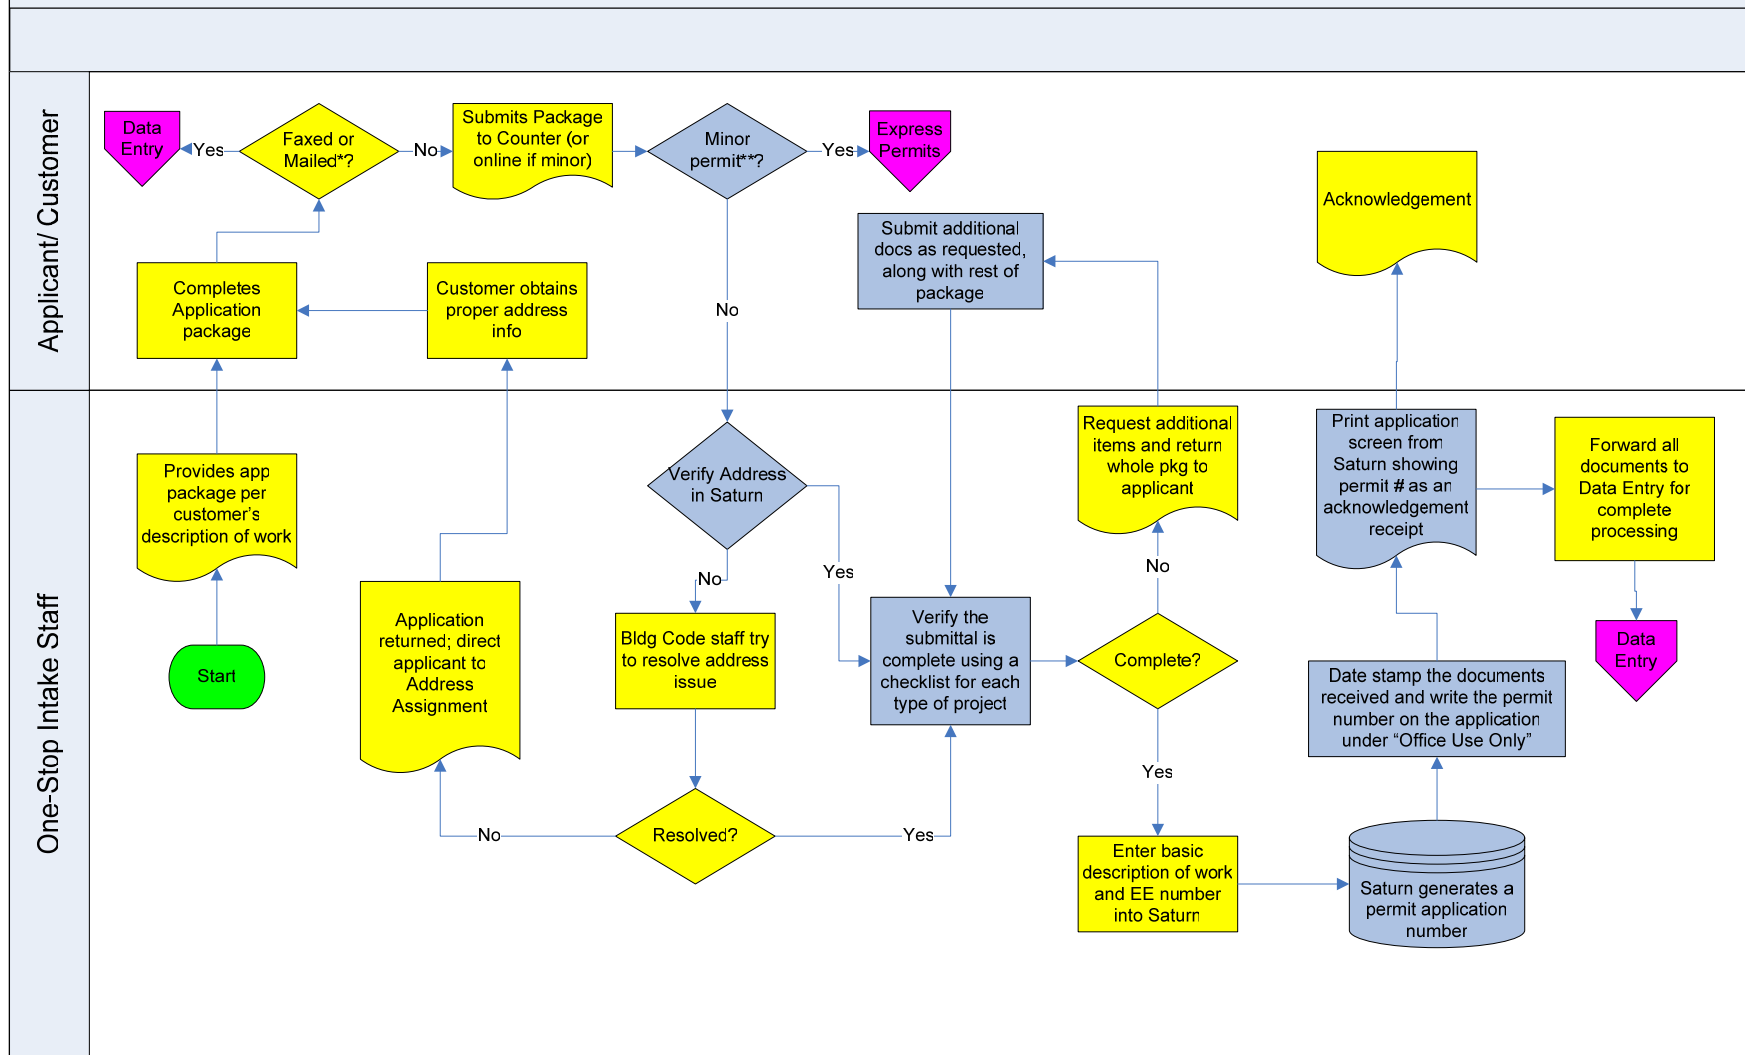 Applicant/ Customer
Data
Entry
Yes
Faxed or
Mailed*?
No
Submits Package
to Counter (or
online if minor)
Minor
permit**?
Yes
Express
Permits
Submit additional
docs as requested,
along with rest of
package
Acknowledgement
Completes
Application
package
Customer obtains
proper address
info
No
One-Stop Intake Staff
Provides app
package per
customer's
description of work
Start
Application
returned; direct
applicant to
Address
Assignment
Verify Address
in Saturn
No
Yes
Bldg Code staff try
to resolve address
issue
Resolved?
No
Yes
Verify the
submittal is
complete using a
checklist for each
type of project
Request additional
items and return
whole pkg to
applicant
No
Complete?
Yes
Enter basic
description of work
and EE number
into Saturn
Saturn generates a
permit application
number
Date stamp the documents
received and write the permit
number on the application
under “Office Use Only”
Print application
screen from
Saturn showing
permit # as an
acknowledgement
receipt
Forward all
documents to
Data Entry for
complete
processing
Data
Entry